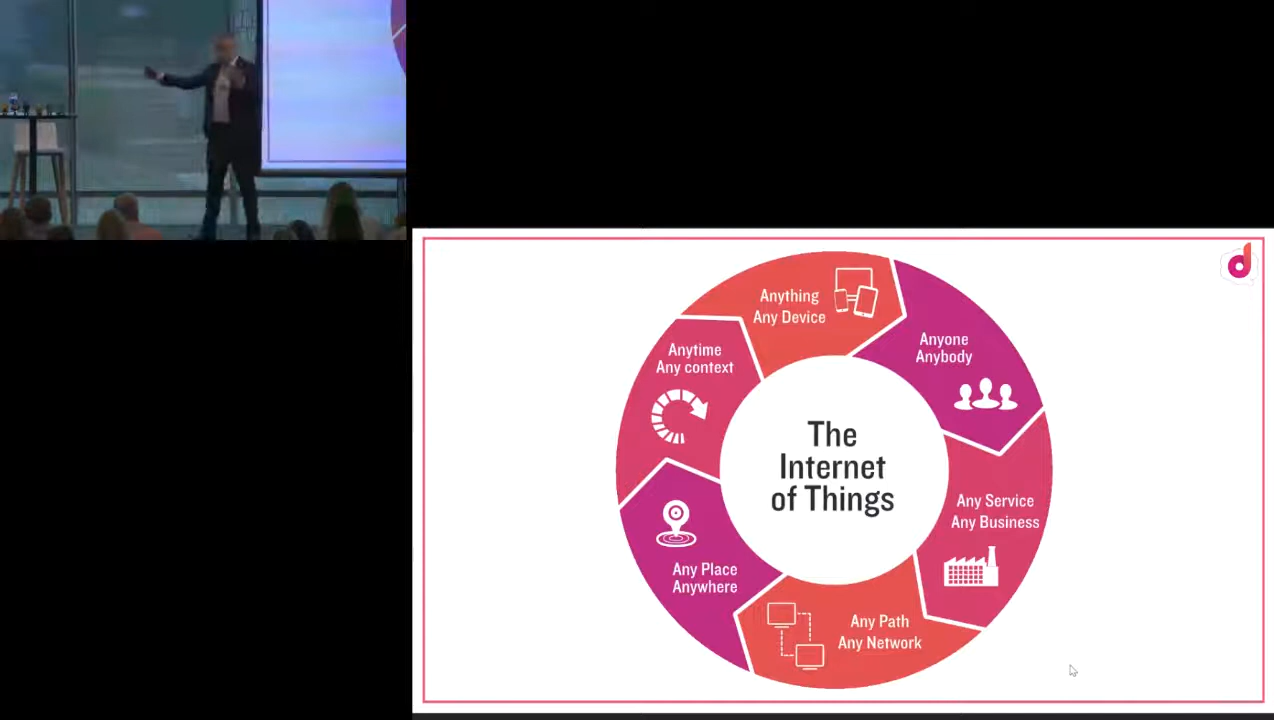 Anything
Any Device
Anyone
Anybody
Any Service
Any Business
Any Path
Any Network
Any Place
Anywhere
Anytime
Any context
The
Internet
of Things
d